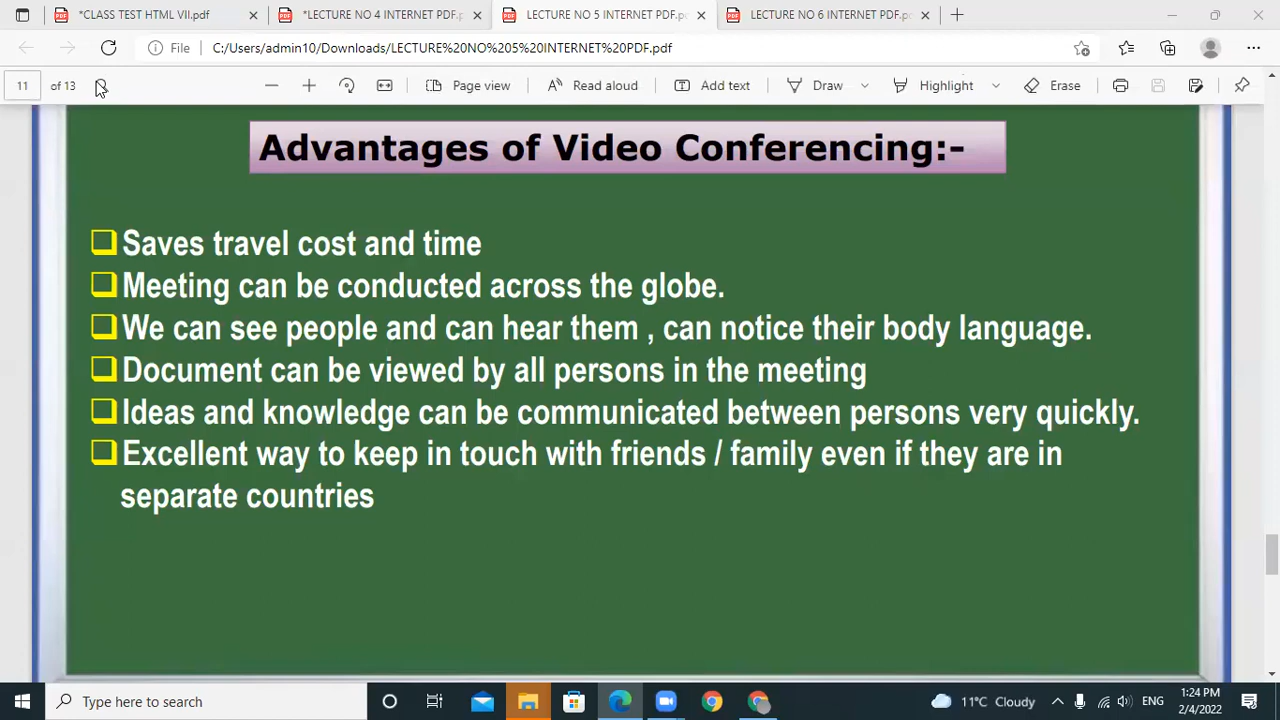 *CLASS TEST HTML VII.pdf
*LECTURE NO 4 INTERNET PDF.p
LECTURE NO 5 INTERNET PDF.p
LECTURE NO 6 INTERNET PDF.p
File
C:/Users/admin10/Downloads/LECTURE%20NO%205%20INTERNET%20PDF.pdf
11 of 13
Page view
Read aloud
Add text
Draw
Highlight
Erase
Advantages of Video Conferencing:-
Saves travel cost and time
Meeting can be conducted across the globe.
We can see people and can hear them , can notice their body language.
Document can be viewed by all persons in the meeting
Ideas and knowledge can be communicated between persons very quickly.
Excellent way to keep in touch with friends / family even if they are in
separate countries
Type here to search
11°C Cloudy
ENG
1:24 PM
2/4/2022